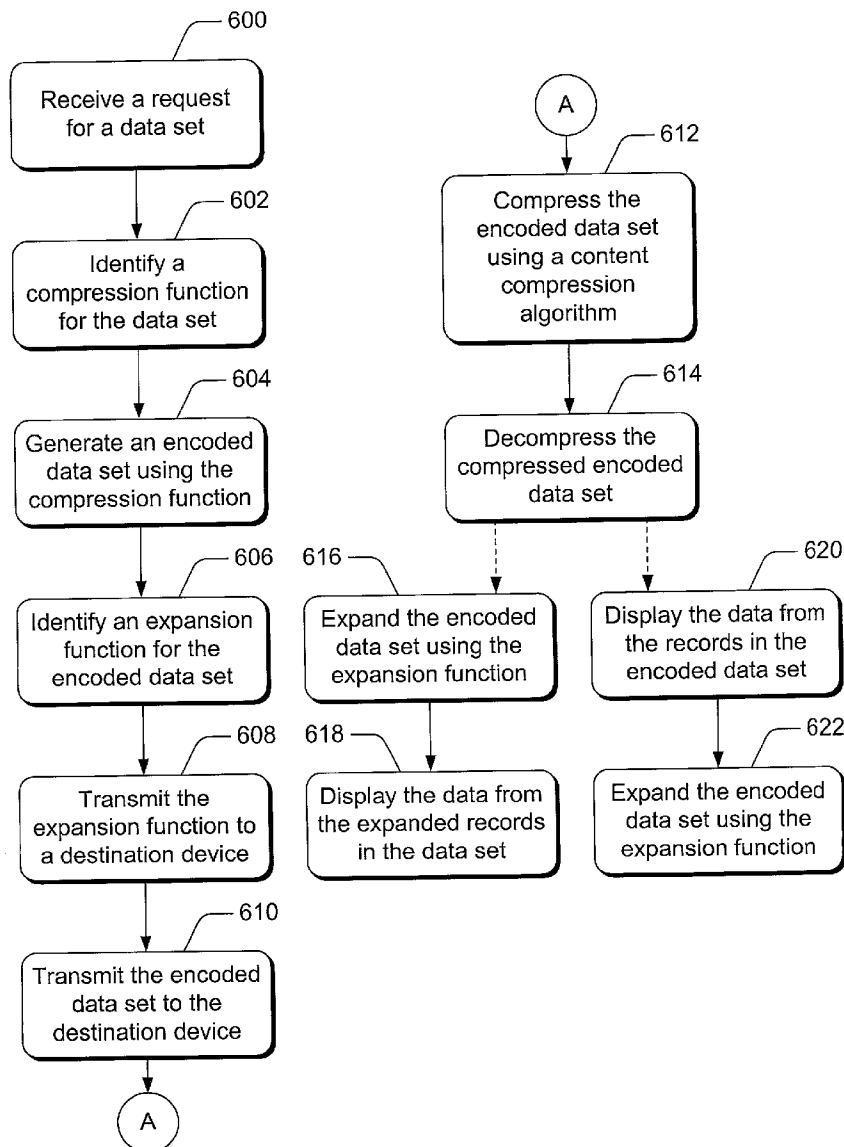 600
Receive a request
for a data set
602
Identify a
compression function
for the data set
604
Generate an encoded
data set using the
compression function
606
Identify an expansion
function for the
encoded data set
608
Transmit the
expansion function to
a destination device
610
Transmit the encoded
data set to the
destination device
A
A
612
Compress the
encoded data set
using a content
compression
algorithm
614
Decompress the
compressed encoded
data set
616
Expand the encoded
data set using the
expansion function
618
Display the data from
the expanded records
in the data set
620
Display the data from
the records in the
encoded data set
622
Expand the encoded
data set using the
expansion function